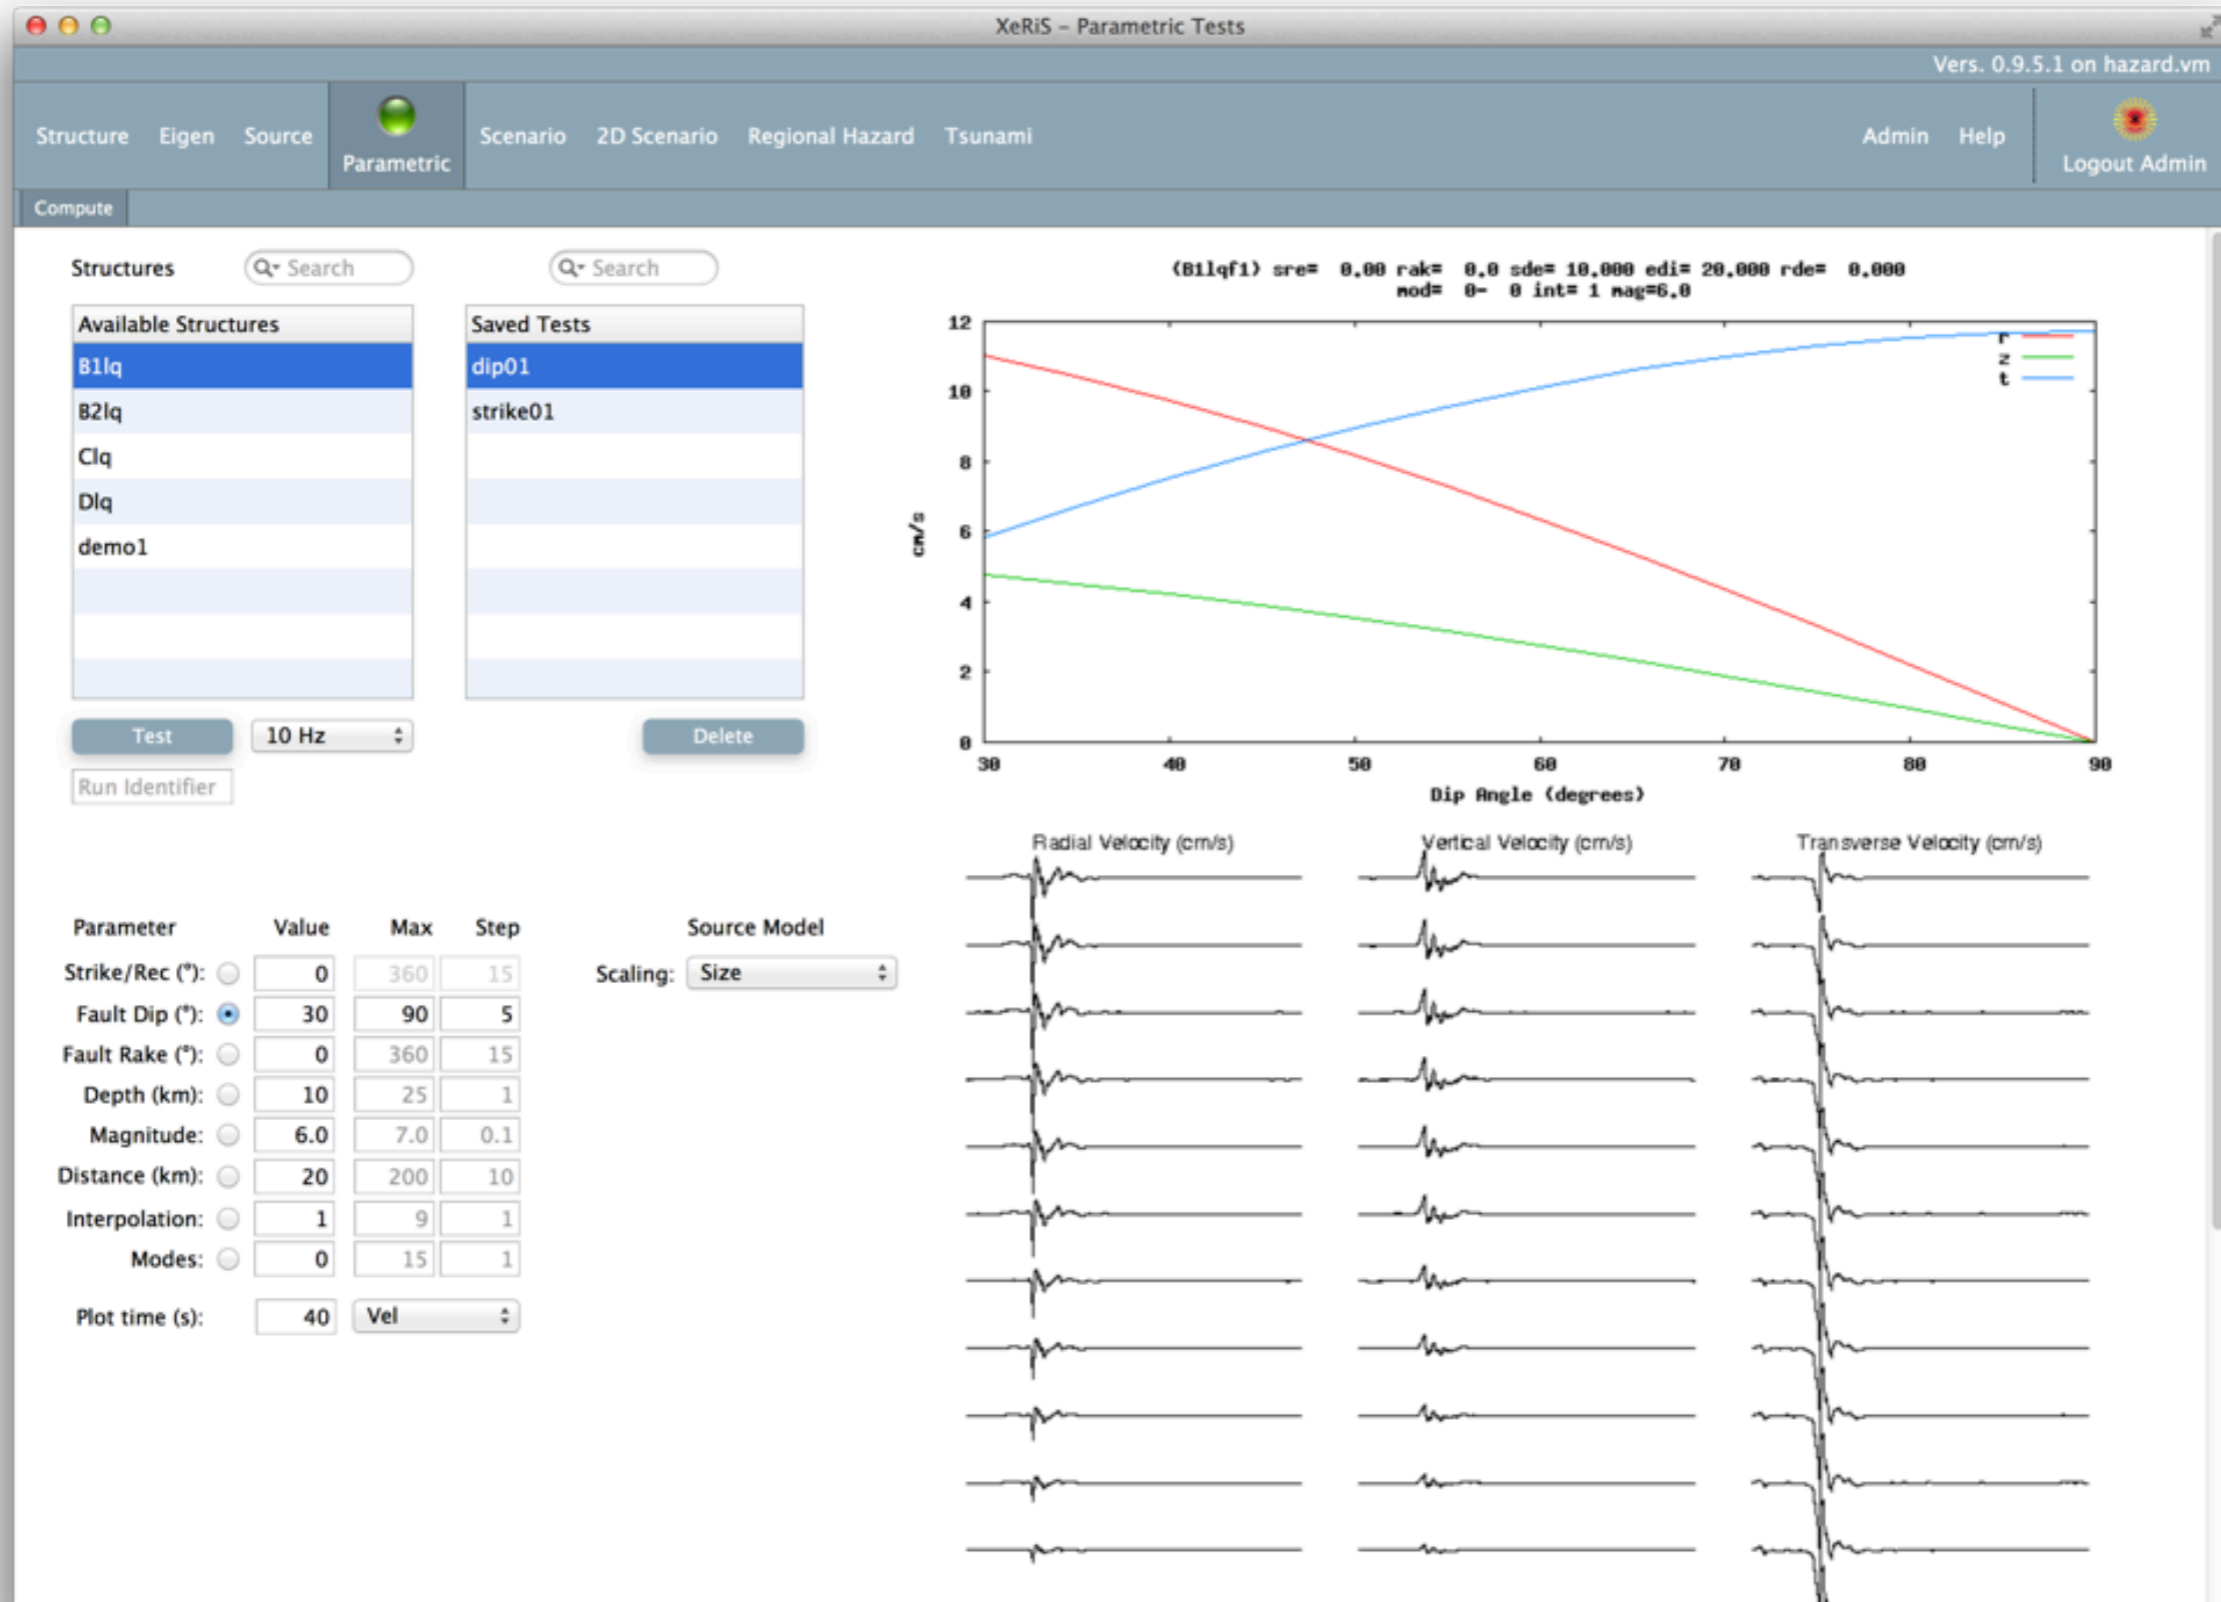 XeRiS – Parametric Tests
Vers. 0.9.5.1 on hazard.vm
Structure Eigen Source Parametric Scenario 2D Scenario Regional Hazard Tsunami Admin Help Logout Admin
Compute
Structures Search Search
Available Structures
B1lq
B2lq
Clq
Dlq
demo1
Saved Tests
dip01
strike01
Test 10 Hz Delete
Run Identifier
Parameter Value Max Step
Strike/Rec (°): 0 360 15
Fault Dip (°): 30 90 5
Fault Rake (°): 0 360 15
Depth (km): 10 25 1
Magnitude: 6.0 7.0 0.1
Distance (km): 20 200 10
Interpolation: 1 9 1
Modes: 0 15 1
Plot time (s): 40 Vel
Source Model
Scaling: Size
(B1lqf1) sre= 0.00 rak= 0.0 sde= 10.000 edi= 20.000 rde= 0.000
mod= 0- 0 int= 1 mag=6.0
12
10
8
6
4
2
0
cm/s
r
z
t
30 40 50 60 70 80 90
Dip Angle (degrees)
Radial Velocity (cm/s) Vertical Velocity (cm/s) Transverse Velocity (cm/s)